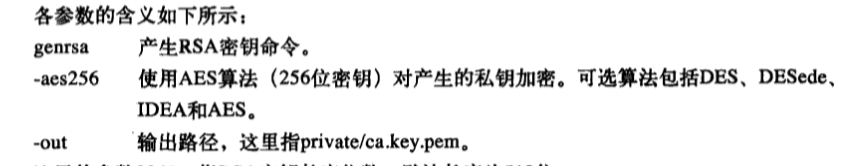 各参数的含义如下所示：
genrsa 产生RSA密钥命令。
-aes256 使用AES算法（256位密钥）对产生的私钥加密。可选算法包括DES、DESede、
IDEA和AES。
-out 输出路径，这里指private/ca.key.pem。